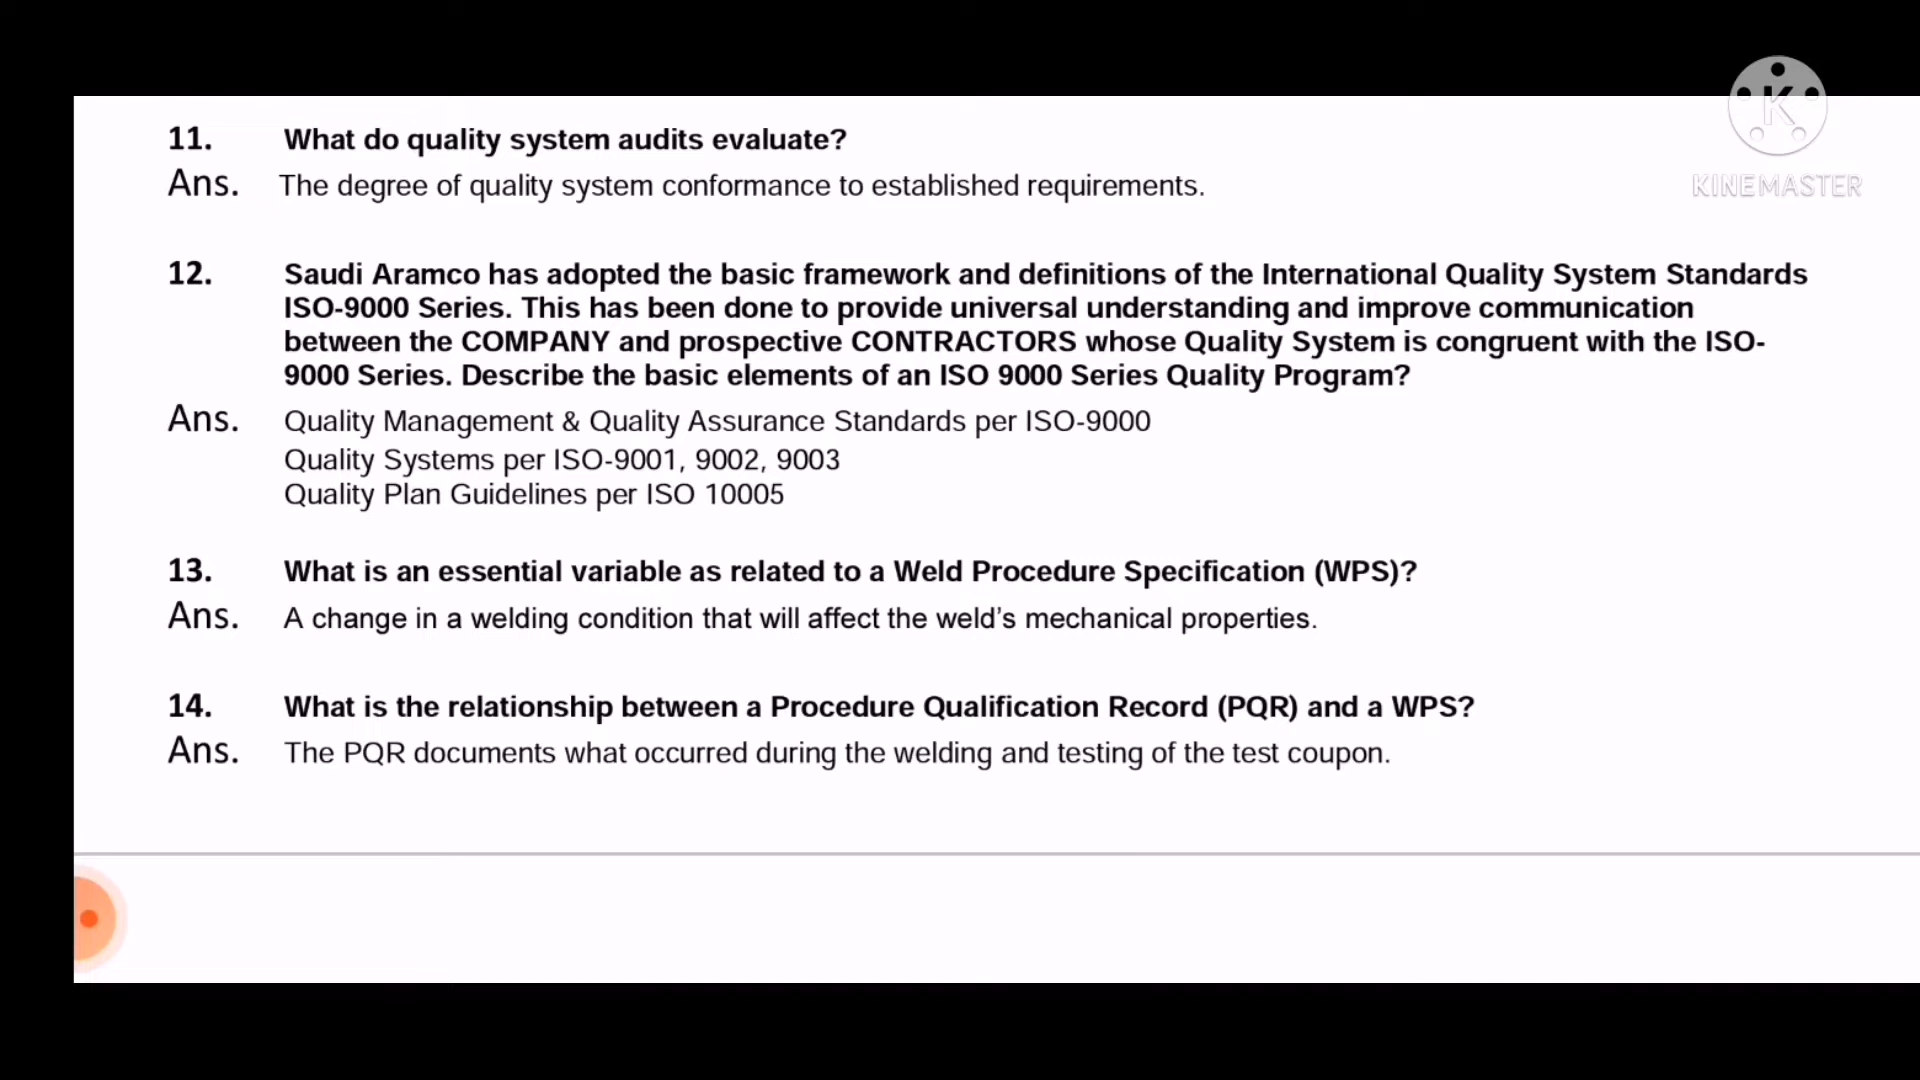 K
KINEMASTER
11. What do quality system audits evaluate?
Ans. The degree of quality system conformance to established requirements.
12. Saudi Aramco has adopted the basic framework and definitions of the International Quality System Standards
ISO-9000 Series. This has been done to provide universal understanding and improve communication
between the COMPANY and prospective CONTRACTORS whose Quality System is congruent with the ISO-
9000 Series. Describe the basic elements of an ISO 9000 Series Quality Program?
Ans. Quality Management & Quality Assurance Standards per ISO-9000
Quality Systems per ISO-9001, 9002, 9003
Quality Plan Guidelines per ISO 10005
13. What is an essential variable as related to a Weld Procedure Specification (WPS)?
Ans. A change in a welding condition that will affect the weld's mechanical properties.
14. What is the relationship between a Procedure Qualification Record (PQR) and a WPS?
Ans. The PQR documents what occurred during the welding and testing of the test coupon.